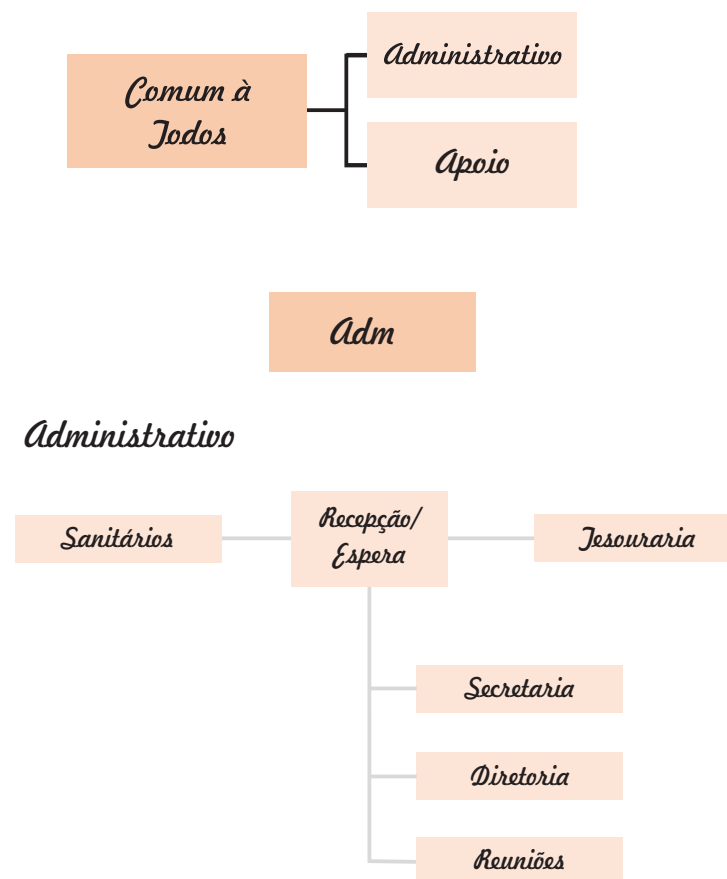 Administrativo
Comum à
Todos
Apoio
Adm
Administrativo
Recepção/
Espera
Sanitários
Tesouraria
Secretaria
Diretoria
Reuniões